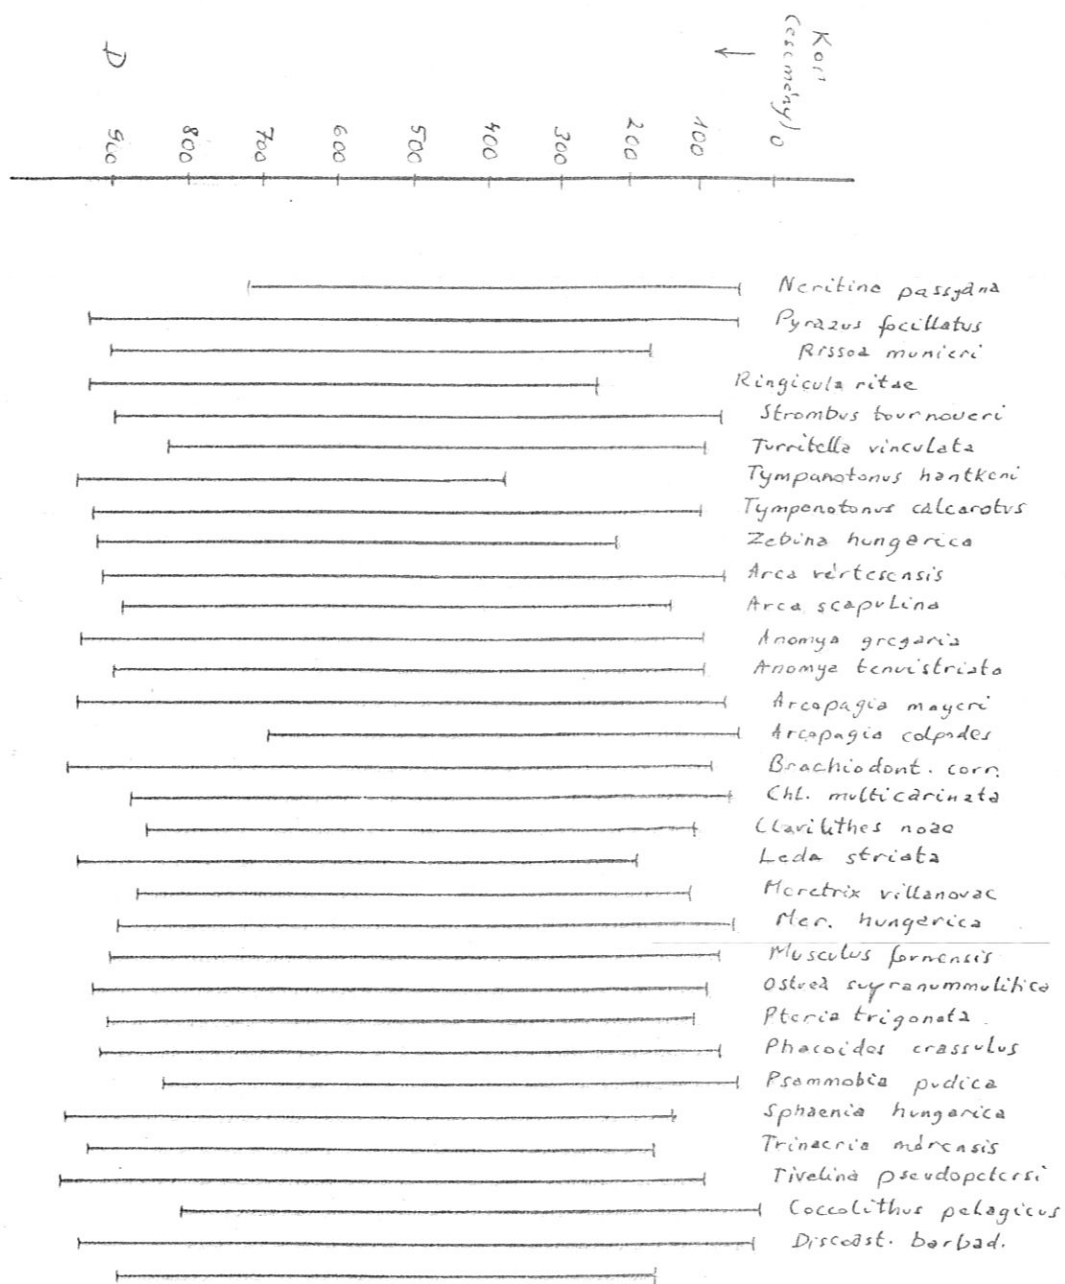 Kor
D
900
800
700
600
500
400
300
200
100
0
Neritina passyana
Pyrazus focillatus
Rissoa munieri
Ringicula ritae
Strombus tournoueri
Turritella vinculata
Tympanotonus hantkeni
Tympanotonus calcaratus
Zebina hungarica
Arca vértesensis
Arca scapulina
Anomya gregaria
Anomya tenuistriata
Arcopagia mayeri
Arcopagia colpodes
Brachiodont. corr.
Chl. multicarinata
Clavilithes noae
Leda striata
Meretrix villanovae
Mer. hungarica
Musculus fornensis
Ostrea supranummulitica
Pteria trigonata
Phacoides crassulus
Psammobia pudica
Sphaenia hungarica
Trinacria márensis
Tivelina pseudopetersi
Coccolithus pelagicus
Discoast. barbad.